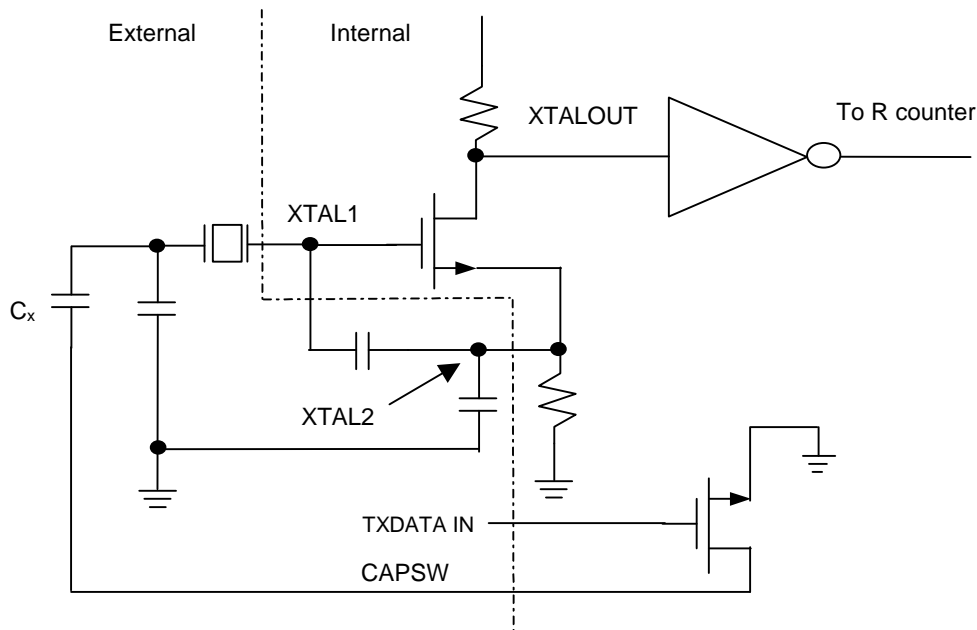 External
Internal
XTALOUT
To R counter
XTAL1
Cₓ
XTAL2
TXDATA IN
CAPSW